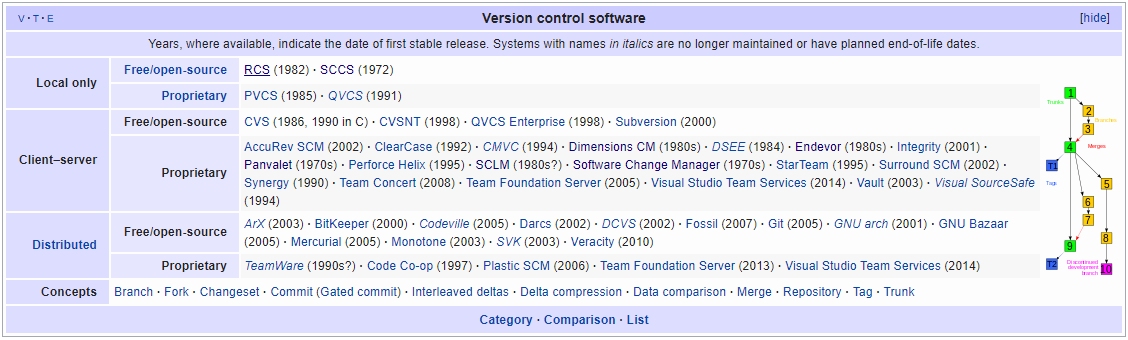 V · T · E
Version control software
[hide]
Years, where available, indicate the date of first stable release. Systems with names in italics are no longer maintained or have planned end-of-life dates.
Local only
Free/open-source
RCS (1982) · SCCS (1972)
Proprietary
PVCS (1985) · QVCS (1991)
Client–server
Free/open-source
CVS (1986, 1990 in C) · CVSNT (1998) · QVCS Enterprise (1998) · Subversion (2000)
Proprietary
AccuRev SCM (2002) · ClearCase (1992) · CMVC (1994) · Dimensions CM (1980s) · DSEE (1984) · Endevor (1980s) · Integrity (2001) ·
Panvalet (1970s) · Perforce Helix (1995) · SCLM (1980s?) · Software Change Manager (1970s) · StarTeam (1995) · Surround SCM (2002) ·
Synergy (1990) · Team Concert (2008) · Team Foundation Server (2005) · Visual Studio Team Services (2014) · Vault (2003) · Visual SourceSafe
(1994)
Distributed
Free/open-source
ArX (2003) · BitKeeper (2000) · Codeville (2005) · Darcs (2002) · DCVS (2002) · Fossil (2007) · Git (2005) · GNU arch (2001) · GNU Bazaar
(2005) · Mercurial (2005) · Monotone (2003) · SVK (2003) · Veracity (2010)
Proprietary
TeamWare (1990s?) · Code Co-op (1997) · Plastic SCM (2006) · Team Foundation Server (2013) · Visual Studio Team Services (2014)
Concepts
Branch · Fork · Changeset · Commit (Gated commit) · Interleaved deltas · Delta compression · Data comparison · Merge · Repository · Tag · Trunk
Category · Comparison · List
1
Trunks
2
Branches
3
Merges
4
T1
Tags
5
6
7
8
9
T2
Discontinued
development
branch
10